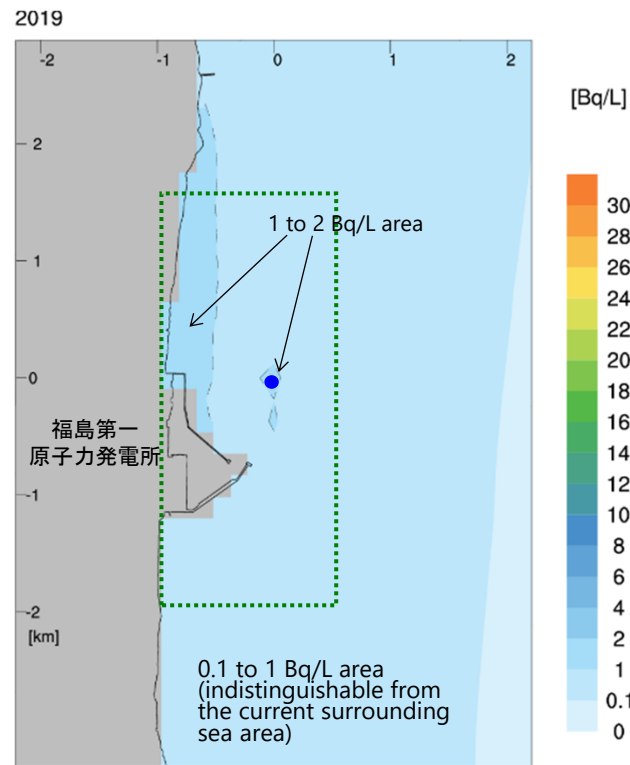 2019
-2 -1 0 1 2
[Bq/L]
2
1 to 2 Bq/L area
1
0
福島第一
原子力発電所
-1
-2
[km]
0.1 to 1 Bq/L area
(indistinguishable from
the current surrounding
sea area)
30
28
26
24
22
20
18
16
14
12
10
8
6
4
2
1
0.1
0